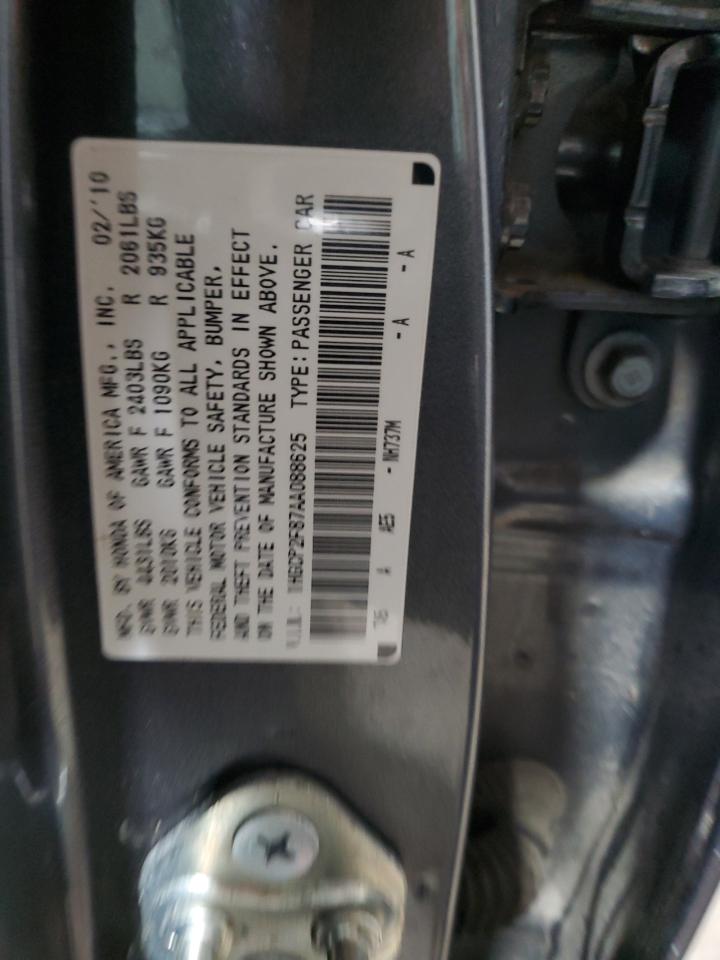 MFD. BY HONDA OF AMERICA MFG., INC. 02/'10
GVWR 4431LBS GAWR F 2403LBS R 2061LBS
GVWR 2010KG GAWR F 1090KG R 935KG
THIS VEHICLE CONFORMS TO ALL APPLICABLE
FEDERAL MOTOR VEHICLE SAFETY, BUMPER,
AND THEFT PREVENTION STANDARDS IN EFFECT
ON THE DATE OF MANUFACTURE SHOWN ABOVE.
V.I.N.: 1HGCP2F87AA088625 TYPE: PASSENGER CAR
A AE5 - NH737M - A - A